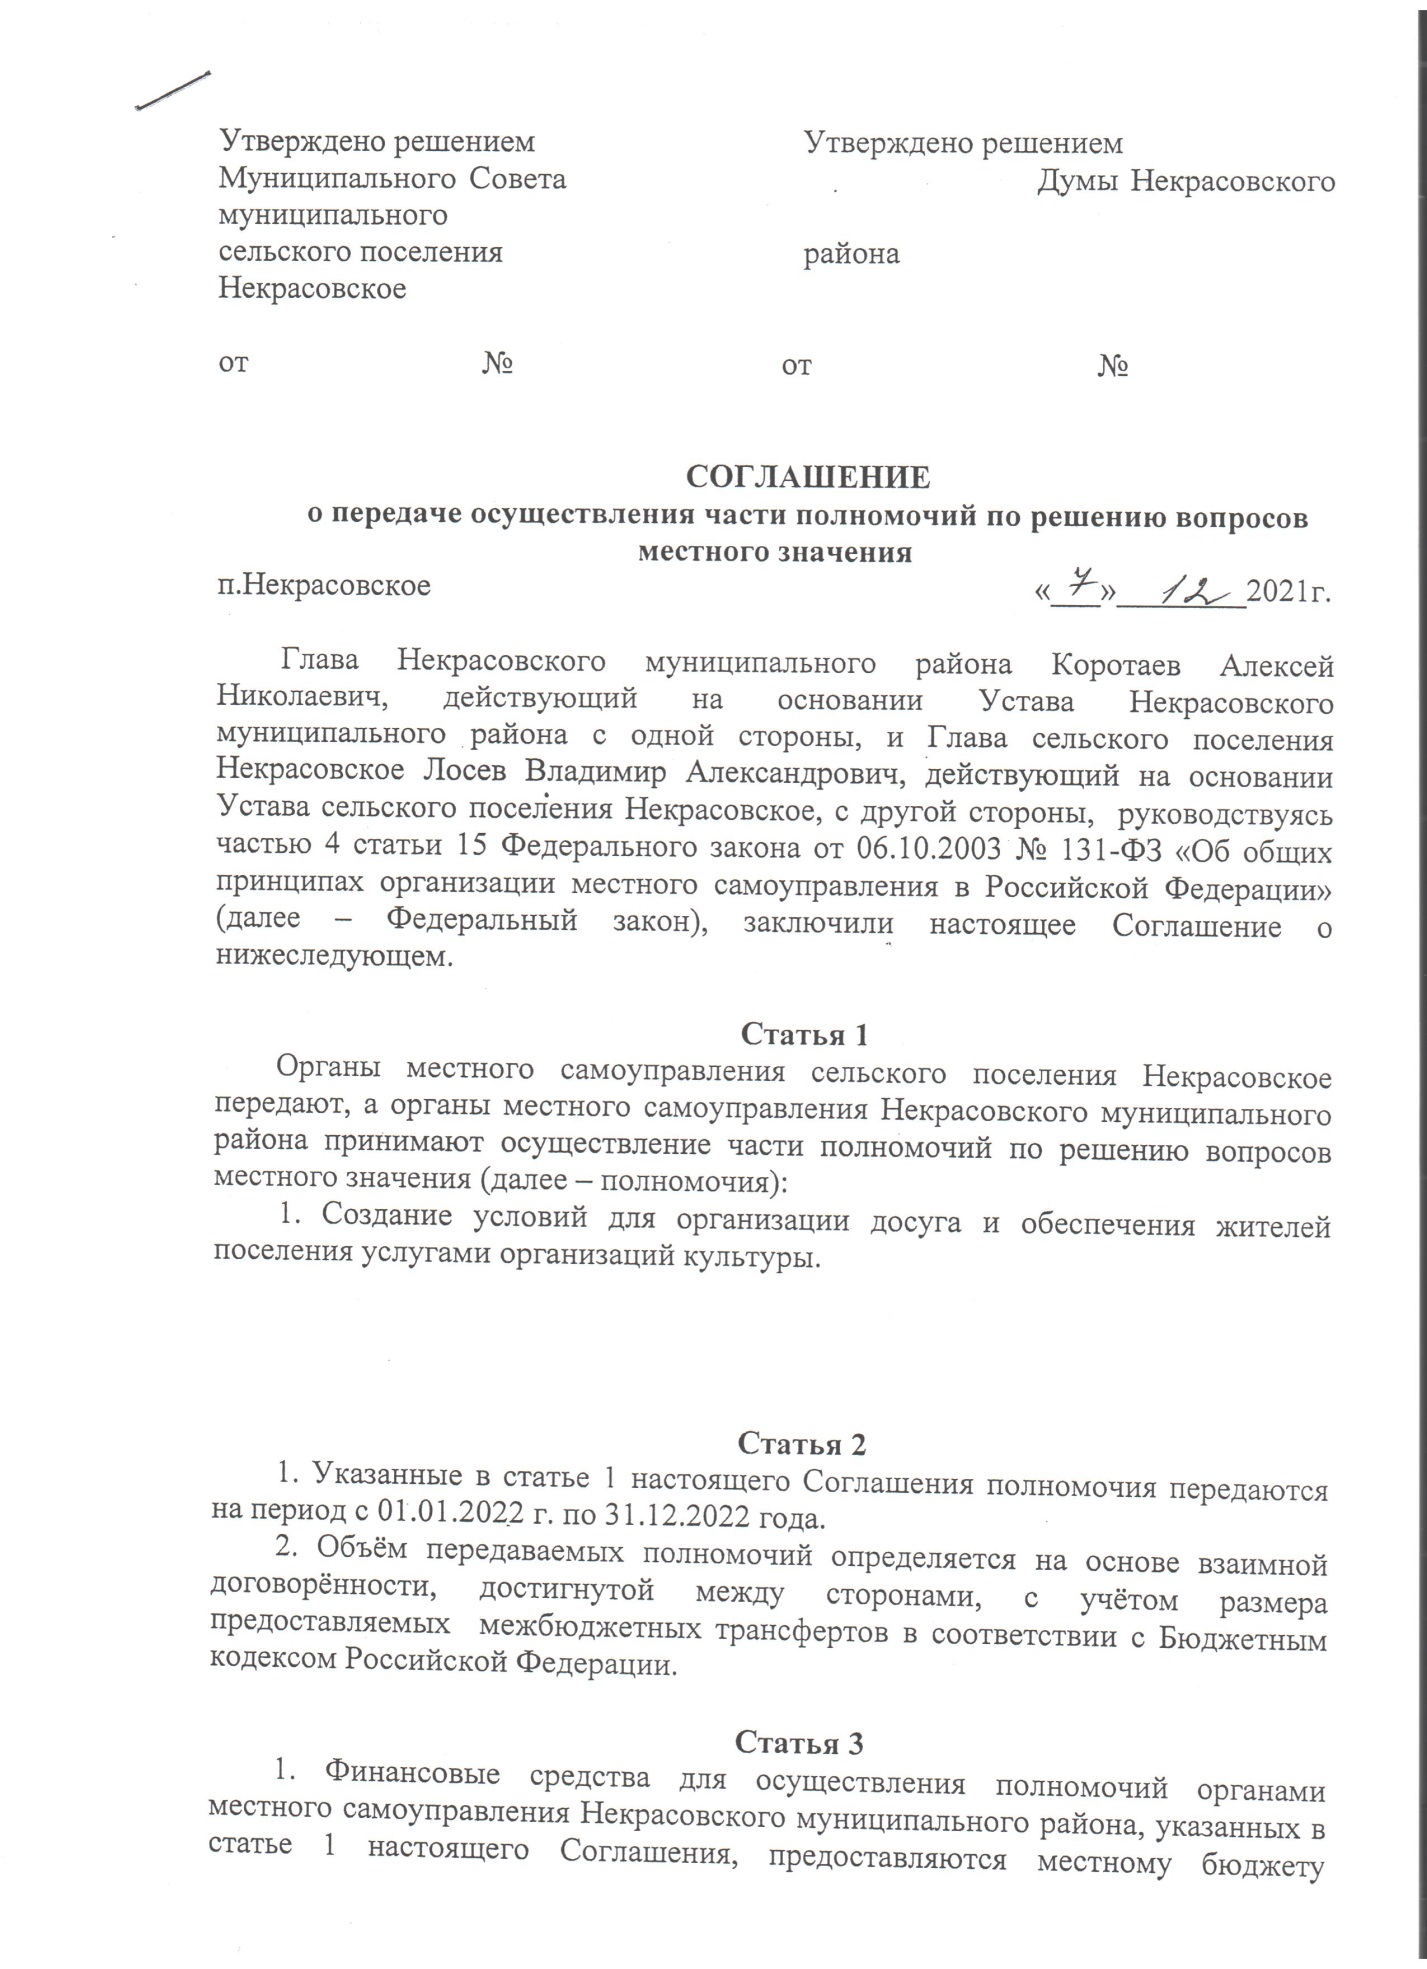 Утверждено решением
Муниципального Совета
муниципального
сельского поселения
Некрасовское
Утверждено решением
Думы Некрасовского
района
от №
от №
СОГЛАШЕНИЕ
о передаче осуществления части полномочий по решению вопросов
местного значения
п.Некрасовское «7» 12 2021г.
Глава Некрасовского муниципального района Коротаев Алексей
Николаевич, действующий на основании Устава Некрасовского
муниципального района с одной стороны, и Глава сельского поселения
Некрасовское Лосев Владимир Александрович, действующий на основании
Устава сельского поселения Некрасовское, с другой стороны, руководствуясь
частью 4 статьи 15 Федерального закона от 06.10.2003 № 131-ФЗ «Об общих
принципах организации местного самоуправления в Российской Федерации»
(далее – Федеральный закон), заключили настоящее Соглашение о
нижеследующем.
Статья 1
Органы местного самоуправления сельского поселения Некрасовское
передают, а органы местного самоуправления Некрасовского муниципального
района принимают осуществление части полномочий по решению вопросов
местного значения (далее – полномочия):
1. Создание условий для организации досуга и обеспечения жителей
поселения услугами организаций культуры.
Статья 2
1. Указанные в статье 1 настоящего Соглашения полномочия передаются
на период с 01.01.2022 г. по 31.12.2022 года.
2. Объём передаваемых полномочий определяется на основе взаимной
договорённости, достигнутой между сторонами, с учётом размера
предоставляемых межбюджетных трансфертов в соответствии с Бюджетным
кодексом Российской Федерации.
Статья 3
1. Финансовые средства для осуществления полномочий органами
местного самоуправления Некрасовского муниципального района, указанных в
статье 1 настоящего Соглашения, предоставляются местному бюджету